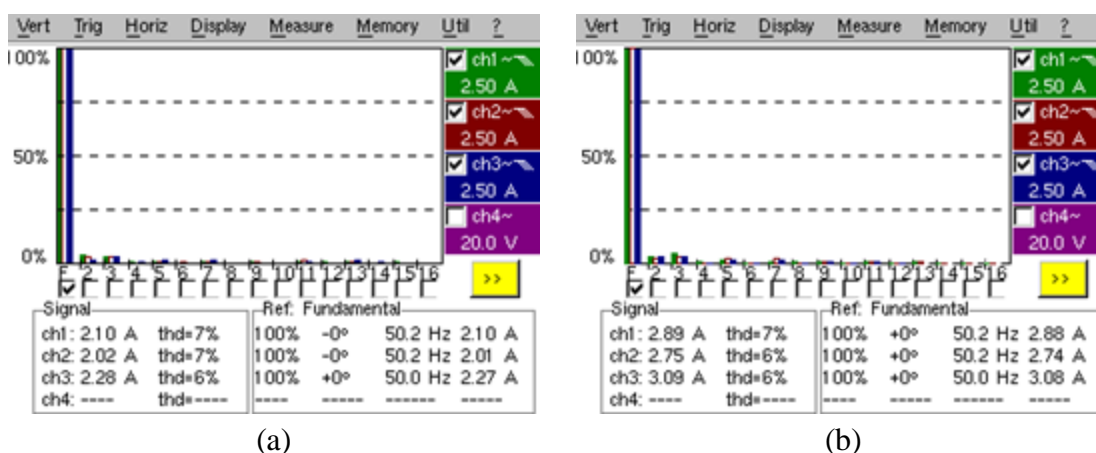 Vert Trig Horiz Display Measure Memory Util ?
100%
50%
0%
ch1 ~
2.50 A
ch2~
2.50 A
ch3~
2.50 A
ch4~
20.0 V
F 2 3 4 5 6 7 8 9 10 11 12 13 14 15 16
>>
Signal
ch1: 2.10 A thd=7%
ch2: 2.02 A thd=7%
ch3: 2.28 A thd=6%
ch4: ---- thd=----
Ref: Fundamental
100% -0° 50.2 Hz 2.10 A
100% -0° 50.2 Hz 2.01 A
100% +0° 50.0 Hz 2.27 A
---- ---- ------ -----
(a)
Vert Trig Horiz Display Measure Memory Util ?
100%
50%
0%
ch1 ~
2.50 A
ch2~
2.50 A
ch3~
2.50 A
ch4~
20.0 V
F 2 3 4 5 6 7 8 9 10 11 12 13 14 15 16
>>
Signal
ch1: 2.89 A thd=7%
ch2: 2.75 A thd=6%
ch3: 3.09 A thd=6%
ch4: ---- thd=----
Ref: Fundamental
100% +0° 50.2 Hz 2.88 A
100% +0° 50.2 Hz 2.74 A
100% +0° 50.0 Hz 3.08 A
---- ---- ------ -----
(b)